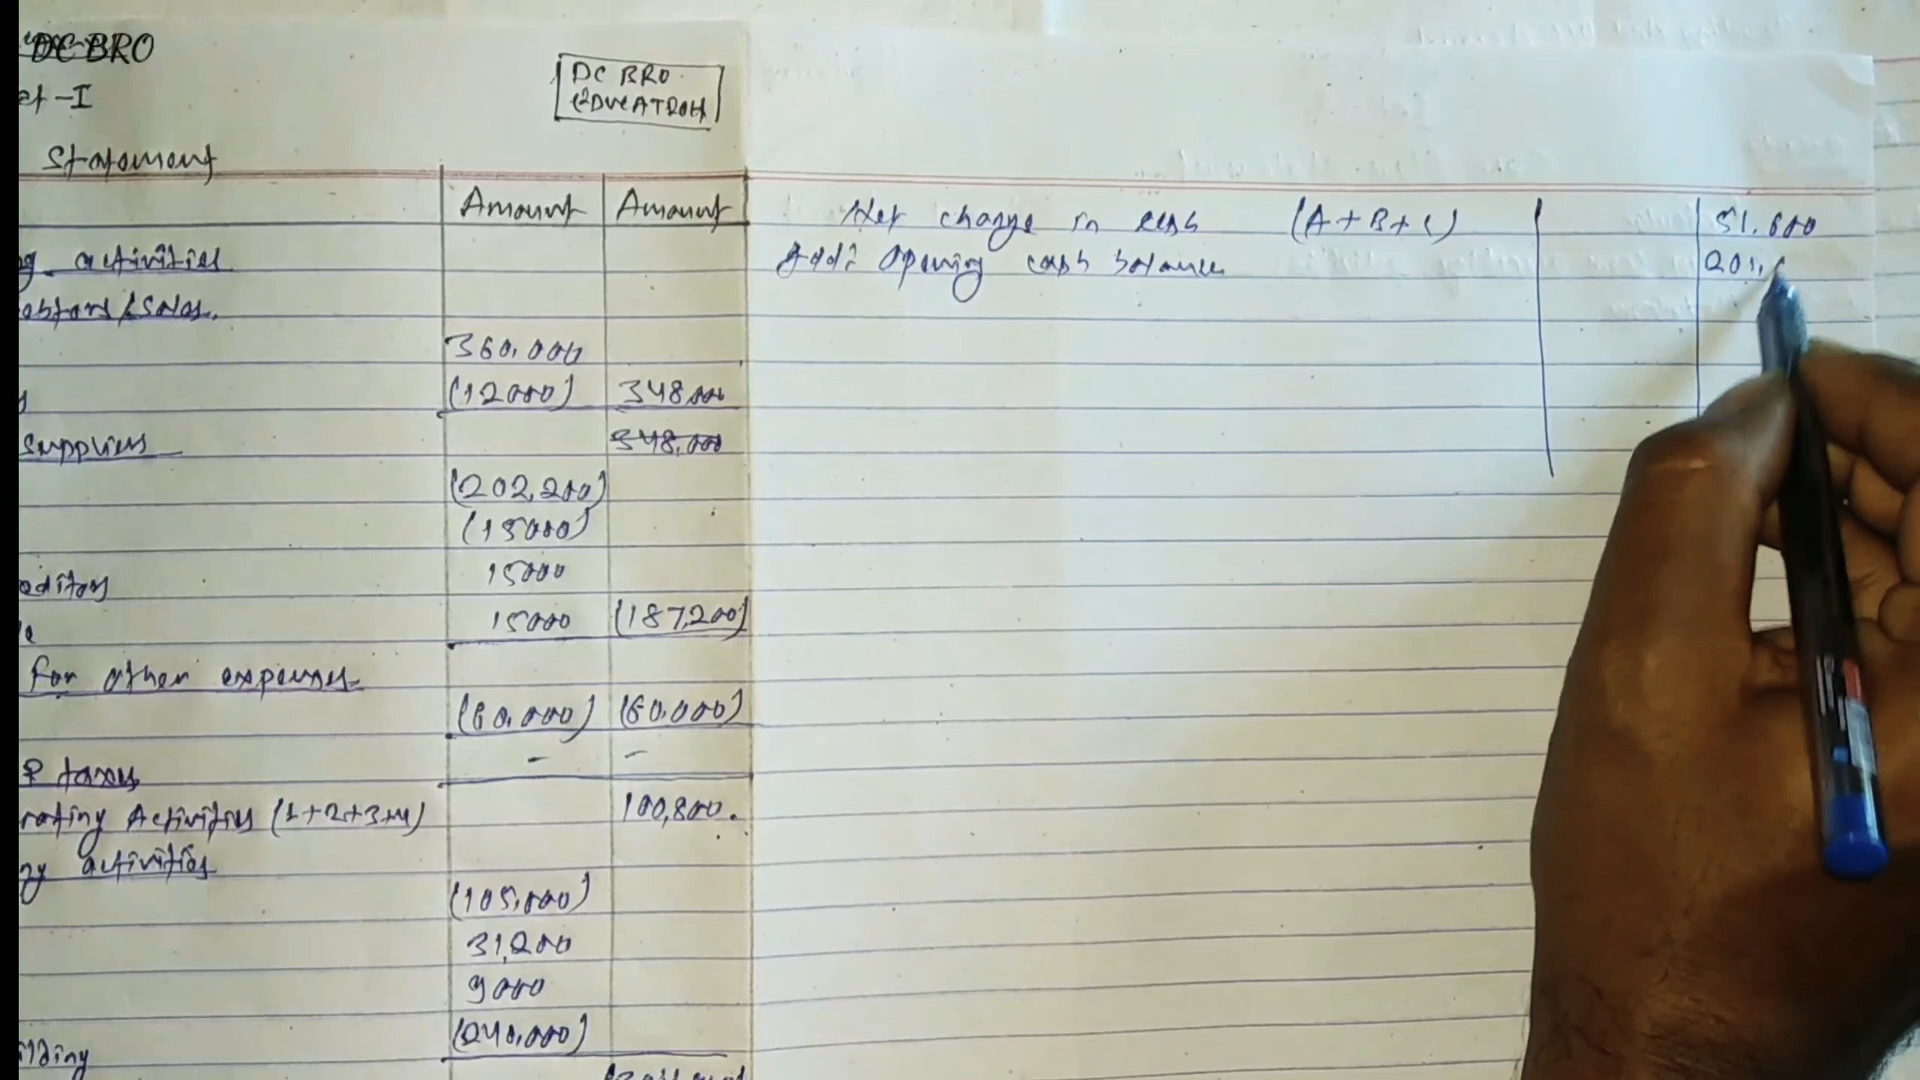 DC BRO
et-I
DC BRO
EDUCATION
Statement
Amount Amount
activities
ebtors/Sales.
360,000
(12000) 348000
suppliers
348,000
(202,200)
(15000)
editors 15000
15000 (187,200)
for other expenses
(60,000) (60,000)
- -
taxes
rating Activities (1+2+3+4) 100,800.
activities
(105,000)
31,200
9000
ilding (240,000)
Net change in cash (A+B+C) 51,600
Add: Opening cash balance 201,